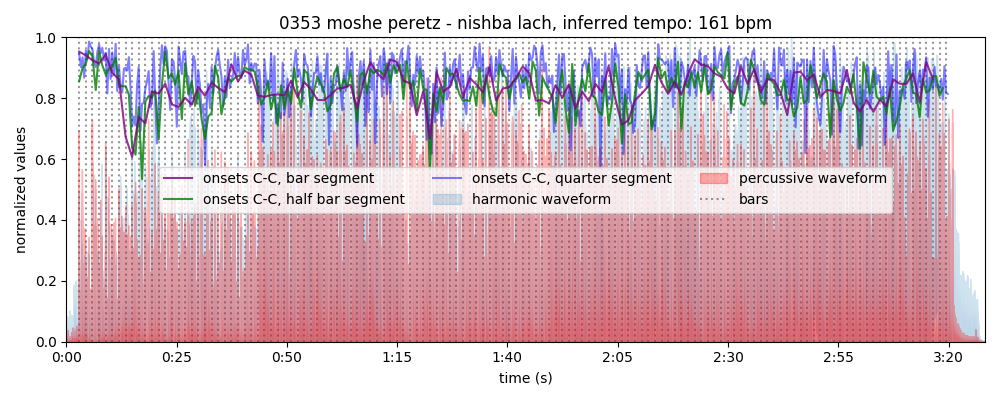 0353 moshe peretz - nishba lach, inferred tempo: 161 bpm
normalized values
1.0
0.8
0.6
0.4
0.2
0.0
onsets C-C, bar segment
onsets C-C, half bar segment
onsets C-C, quarter segment
harmonic waveform
percussive waveform
bars
0:00 0:25 0:50 1:15 1:40 2:05 2:30 2:55 3:20
time (s)